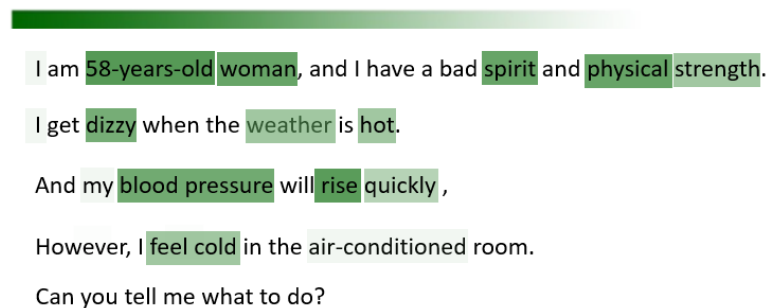 I am 58-years-old woman, and I have a bad spirit and physical strength.
I get dizzy when the weather is hot.
And my blood pressure will rise quickly ,
However, I feel cold in the air-conditioned room.
Can you tell me what to do?